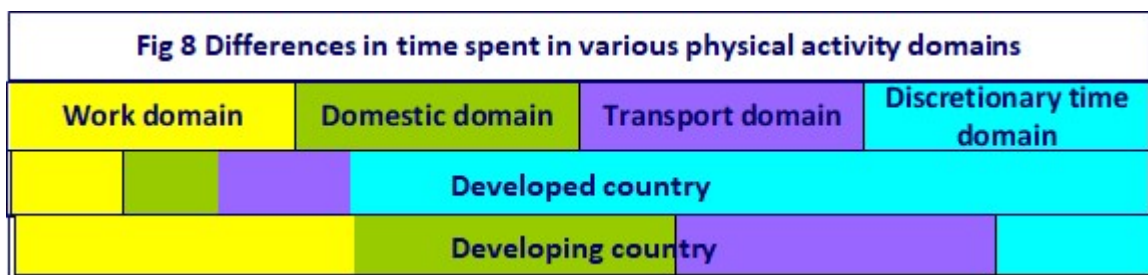 Fig 8 Differences in time spent in various physical activity domains
Work domain
Domestic domain
Transport domain
Discretionary time
domain
Developed country
Developing country